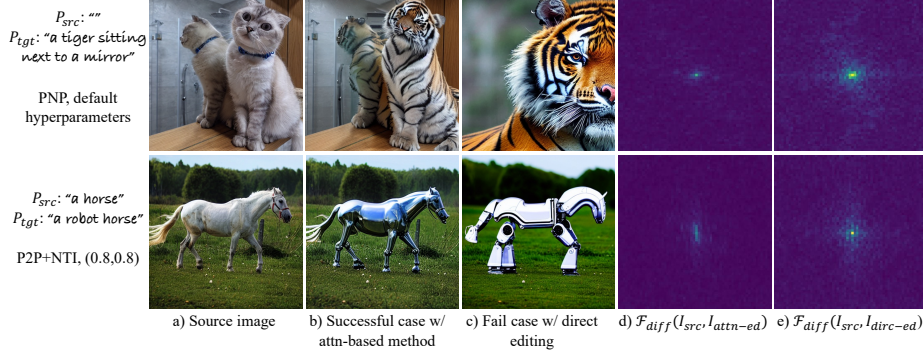 P_src: “”
P_tgt: “a tiger sitting
next to a mirror”
PNP, default
hyperparameters
P_src: “a horse”
P_tgt: “a robot horse”
P2P+NTI, (0.8,0.8)
a) Source image
b) Successful case w/
attn-based method
c) Fail case w/ direct
editing
d) ℱ_diff(I_src, I_attn−ed)
e) ℱ_diff(I_src, I_dirc−ed)